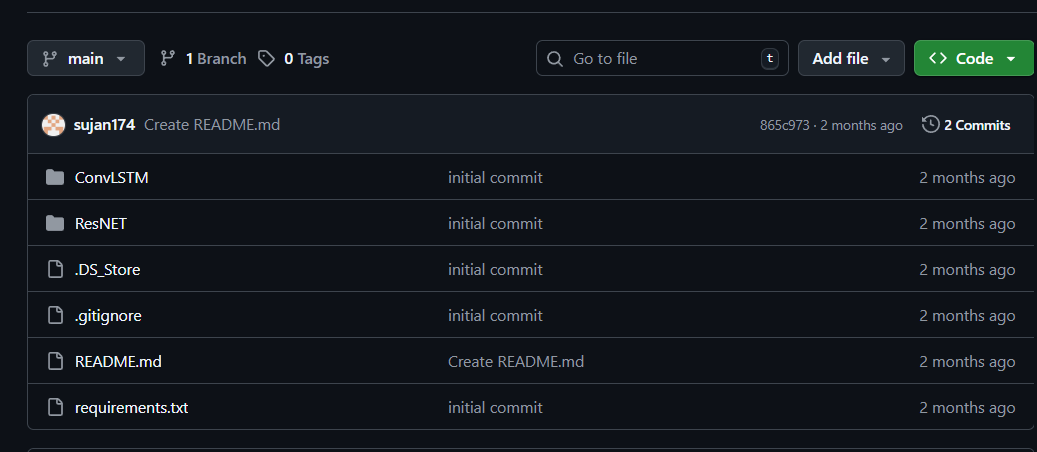 main 1 Branch 0 Tags Go to file t Add file Code
sujan174 Create README.md 865c973 · 2 months ago 2 Commits
ConvLSTM initial commit 2 months ago
ResNET initial commit 2 months ago
.DS_Store initial commit 2 months ago
.gitignore initial commit 2 months ago
README.md Create README.md 2 months ago
requirements.txt initial commit 2 months ago